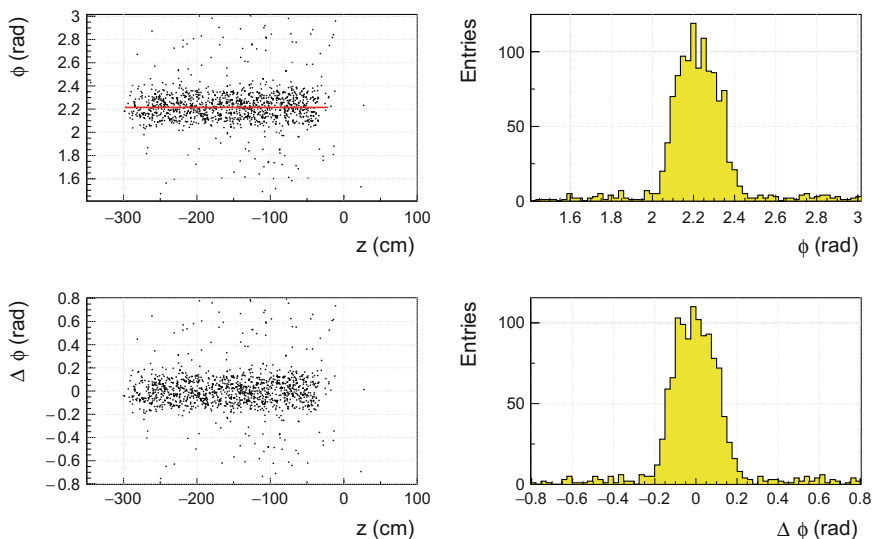 φ (rad)
3
2.8
2.6
2.4
2.2
2
1.8
1.6
−300 −200 −100 0 100
z (cm)
Entries
100
50
0
1.6 1.8 2 2.2 2.4 2.6 2.8 3
φ (rad)
Δ φ (rad)
0.8
0.6
0.4
0.2
0
−0.2
−0.4
−0.6
−0.8
−300 −200 −100 0 100
z (cm)
Entries
100
50
0
−0.8 −0.6 −0.4 −0.2 0 0.2 0.4 0.6 0.8
Δ φ (rad)